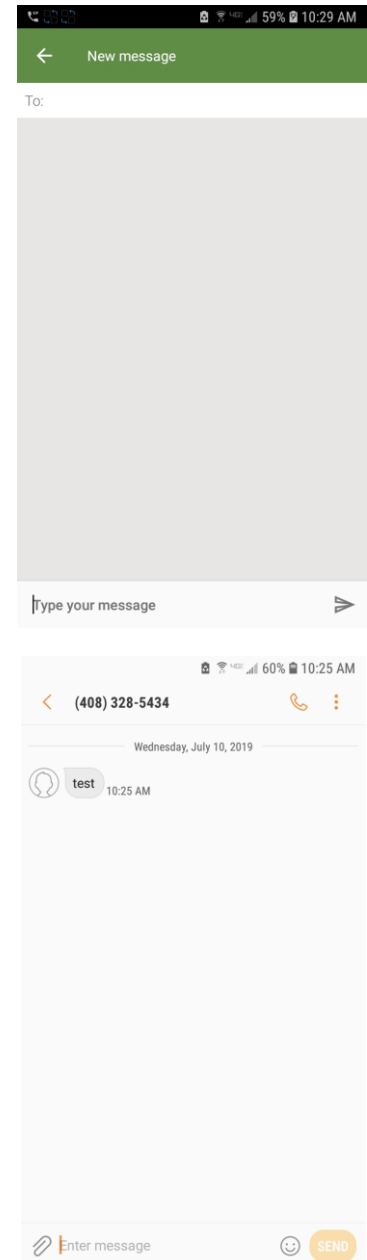 59% 10:29 AM
New message
To:
Type your message
60% 10:25 AM
(408) 328-5434
Wednesday, July 10, 2019
test
10:25 AM
Enter message
SEND